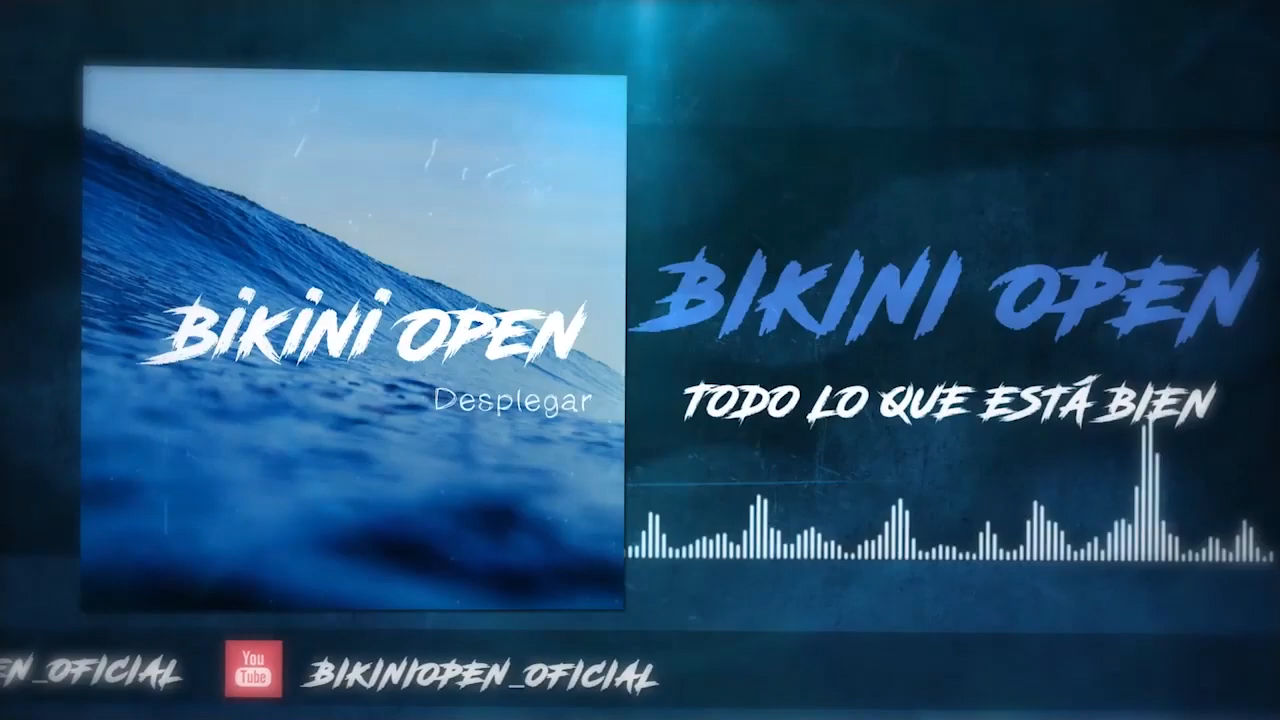 BIKINI OPEN
Desplegar
BIKINI OPEN
TODO LO QUE ESTÁ BIEN
EN_OFICIAL
You
Tube
BIKINIOPEN_OFICIAL